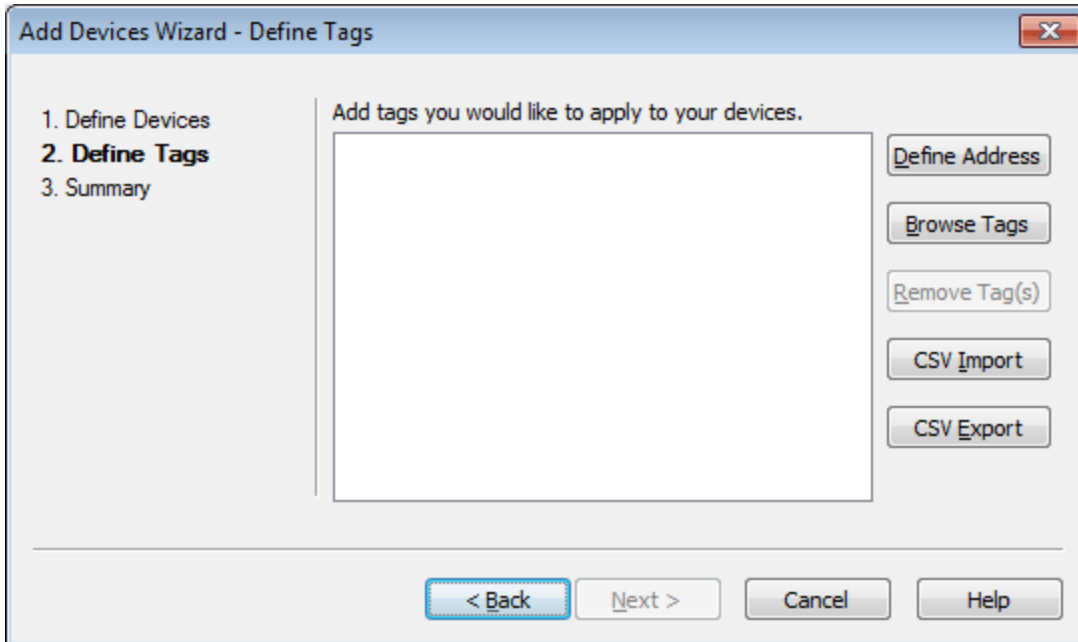 Add Devices Wizard - Define Tags
1. Define Devices
2. Define Tags
3. Summary
Add tags you would like to apply to your devices.
Define Address
Browse Tags
Remove Tag(s)
CSV Import
CSV Export
< Back
Next >
Cancel
Help